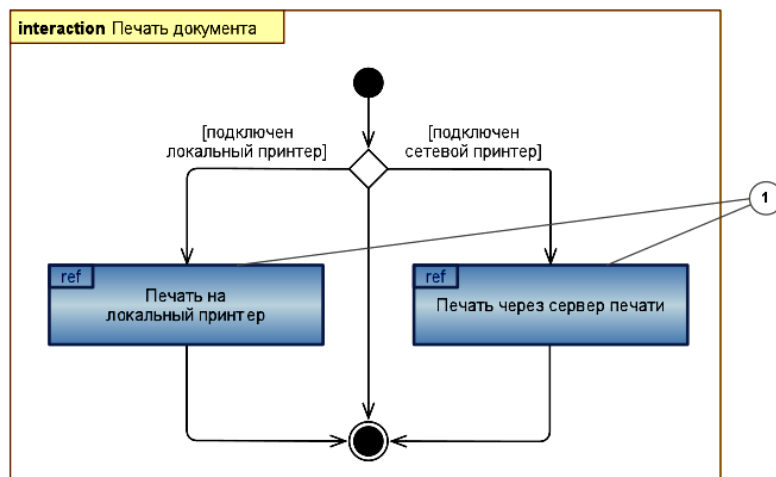 interaction Печать документа
[подключен
локальный принтер]
[подключен
сетевой принтер]
1
ref
Печать на
локальный принтер
ref
Печать через сервер печати